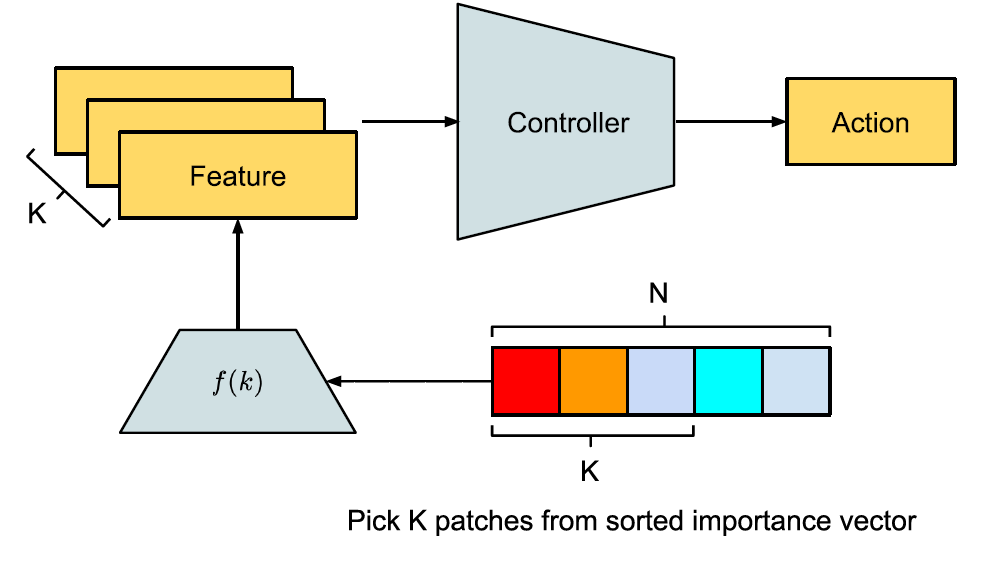 Controller
Action
Feature
K
N
f(k)
K
Pick K patches from sorted importance vector